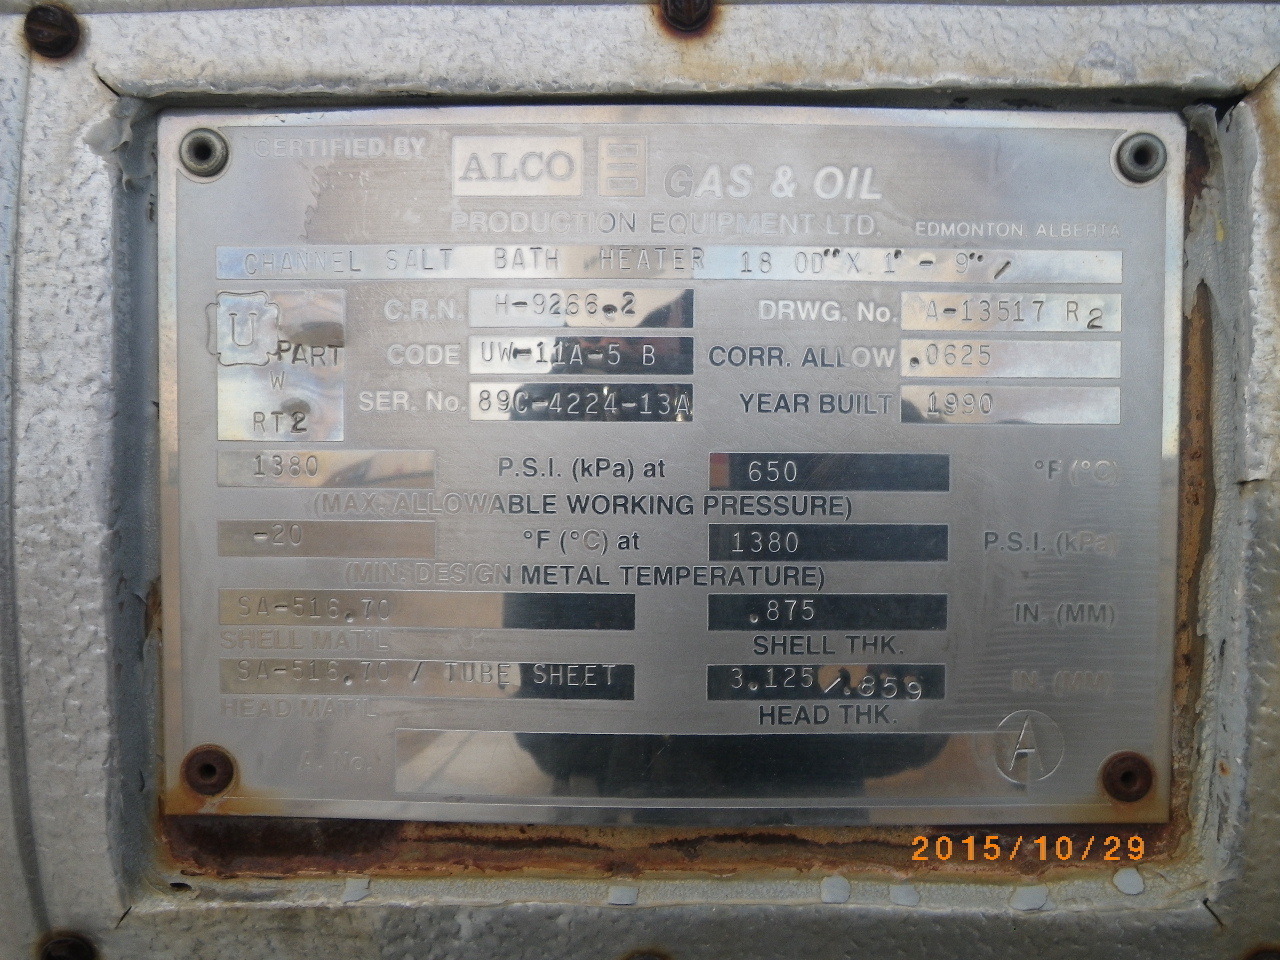 CERTIFIED BY ALCO GAS & OIL
PRODUCTION EQUIPMENT LTD. EDMONTON, ALBERTA
CHANNEL SALT BATH HEATER 18 OD" X 1' - 9" /
U PART
W
RT2
C.R.N. H-9266.2 DRWG. No. A-13517 R2
CODE UW-11A-5 B CORR. ALLOW .0625
SER. No. 89C-4224-13A YEAR BUILT 1990
1380 P.S.I. (kPa) at 650 °F (°C)
(MAX. ALLOWABLE WORKING PRESSURE)
-20 °F (°C) at 1380 P.S.I. (kPa)
(MIN. DESIGN METAL TEMPERATURE)
SA-516.70 .875 IN. (MM)
SHELL MAT'L SHELL THK.
SA-516.70 / TUBE SHEET 3.125/.859 IN. (MM)
HEAD MAT'L HEAD THK.
A. No. A
2015/10/29